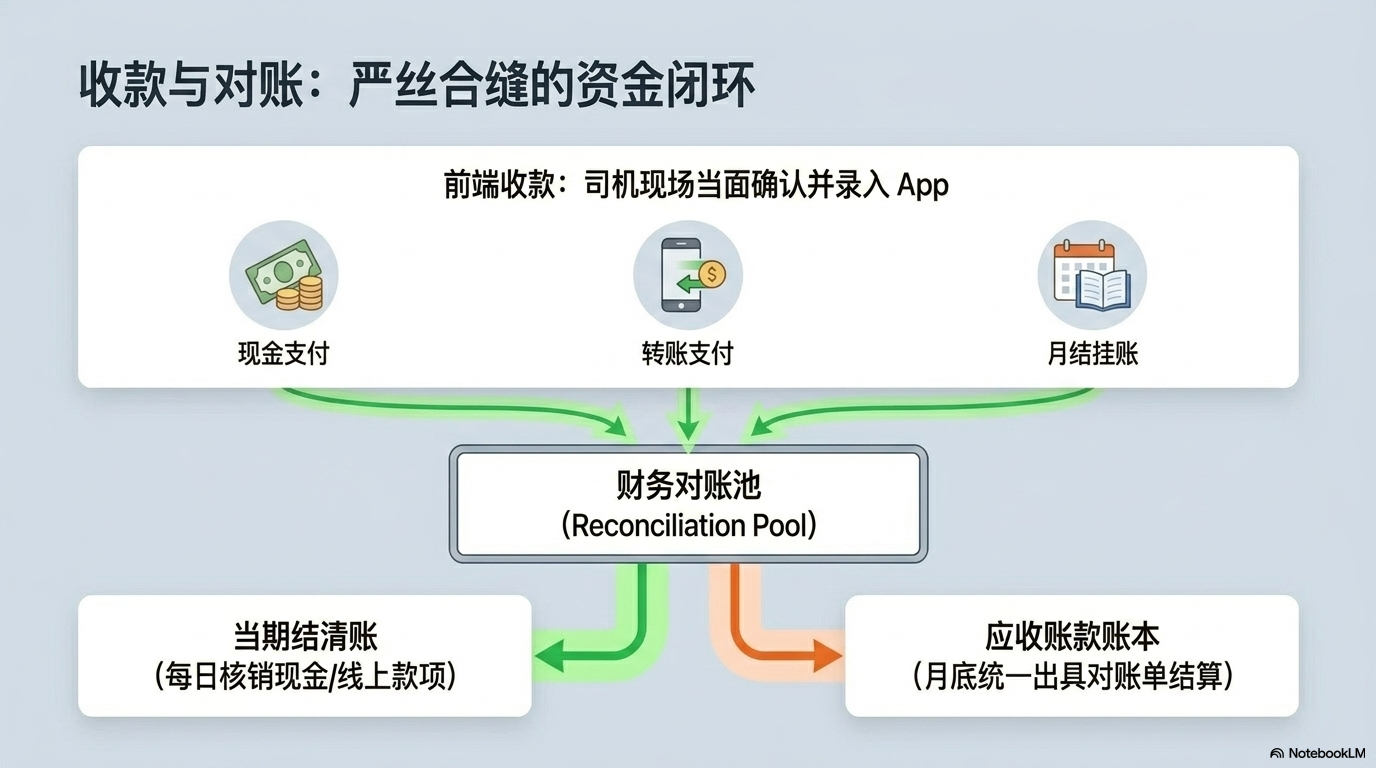 收款与对账：严丝合缝的资金闭环
前端收款：司机现场当面确认并录入 App
$
现金支付
转账支付
月结挂账
财务对账池
（Reconciliation Pool）
当期结清账
（每日核销现金/线上款项）
应收账款账本
（月底统一出具对账单结算）
NotebookLM